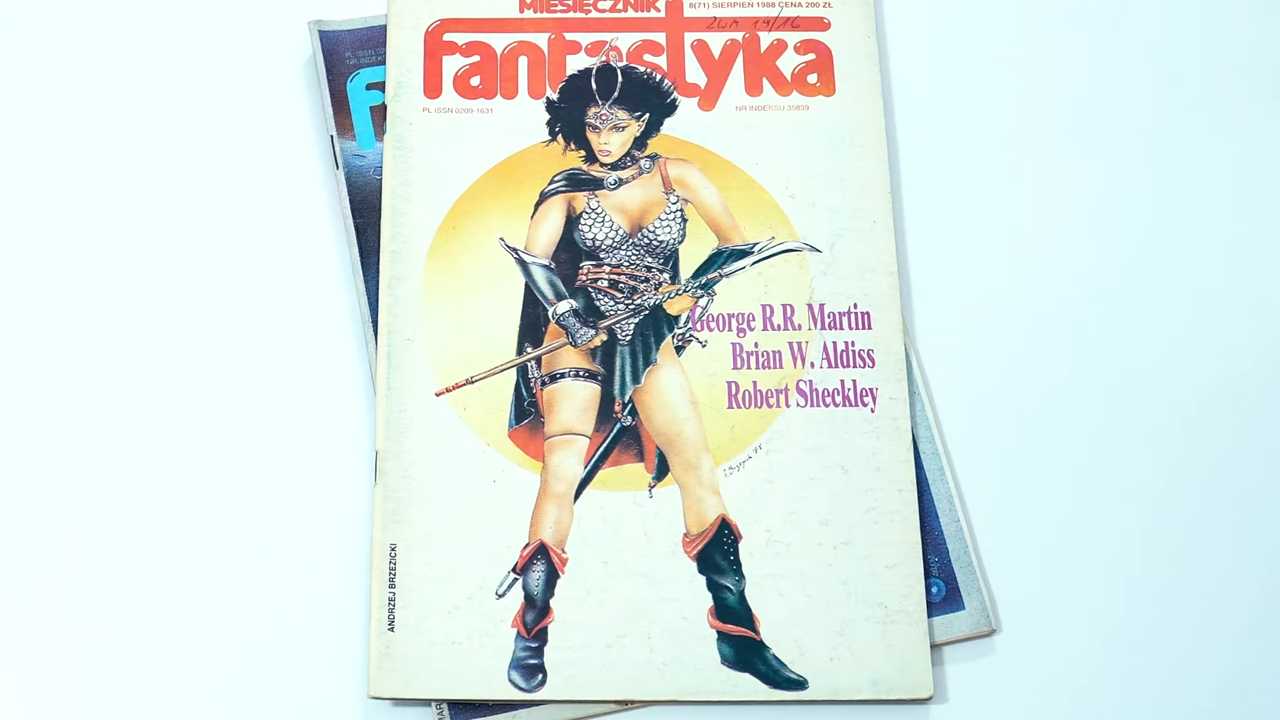 MIESIĘCZNIK
8(71) SIERPIEŃ 1988 CENA 200 ZŁ
fantastyka
PL ISSN 0209-1631
NR INDEKSU 35839
George R.R. Martin
Brian W. Aldiss
Robert Sheckley
ANDRZEJ BRZEZICKI